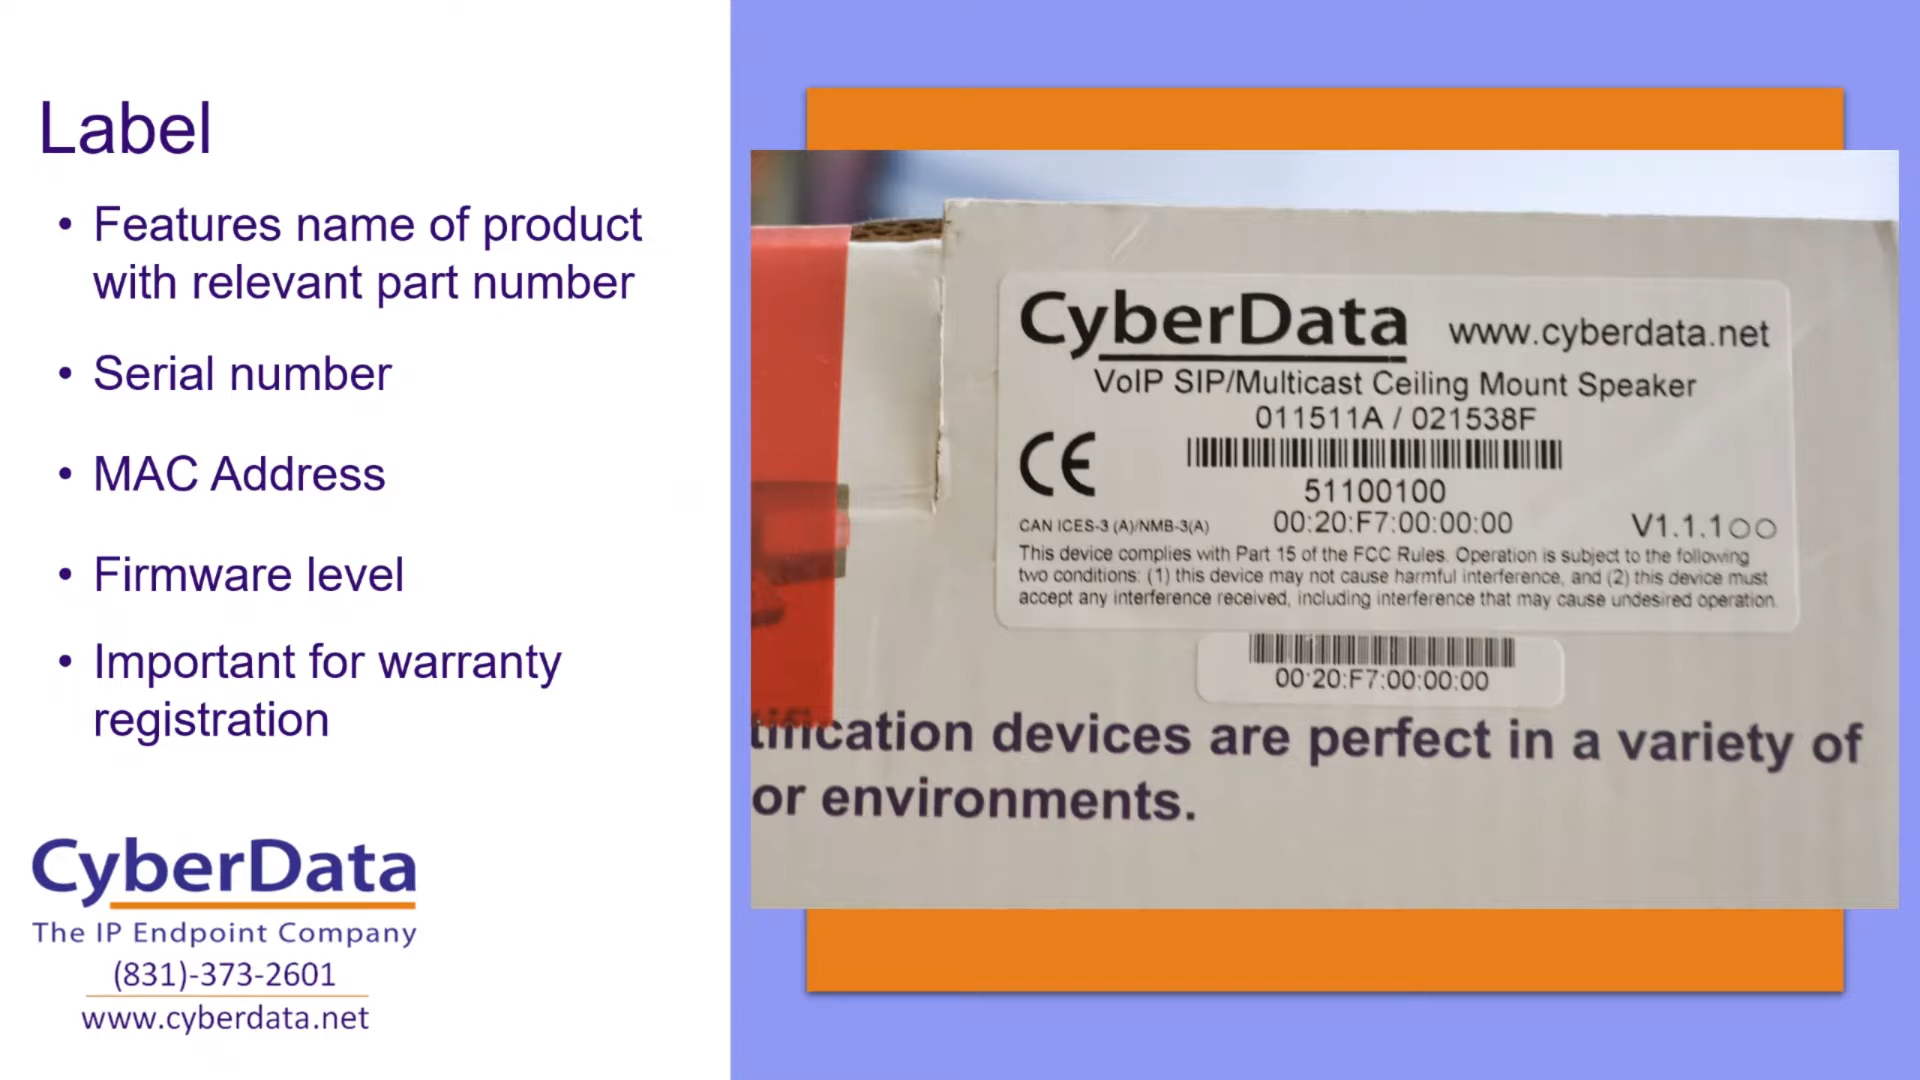 Label
• Features name of product
with relevant part number
• Serial number
• MAC Address
• Firmware level
• Important for warranty
registration
CyberData
The IP Endpoint Company
(831)-373-2601
www.cyberdata.net
CyberData www.cyberdata.net
VoIP SIP/Multicast Ceiling Mount Speaker
011511A / 021538F
CE
51100100
CAN ICES-3 (A)/NMB-3(A) 00:20:F7:00:00:00 V1.1.1
This device complies with Part 15 of the FCC Rules. Operation is subject to the following
two conditions: (1) this device may not cause harmful interference, and (2) this device must
accept any interference received, including interference that may cause undesired operation.
00:20:F7:00:00:00
tification devices are perfect in a variety of
or environments.